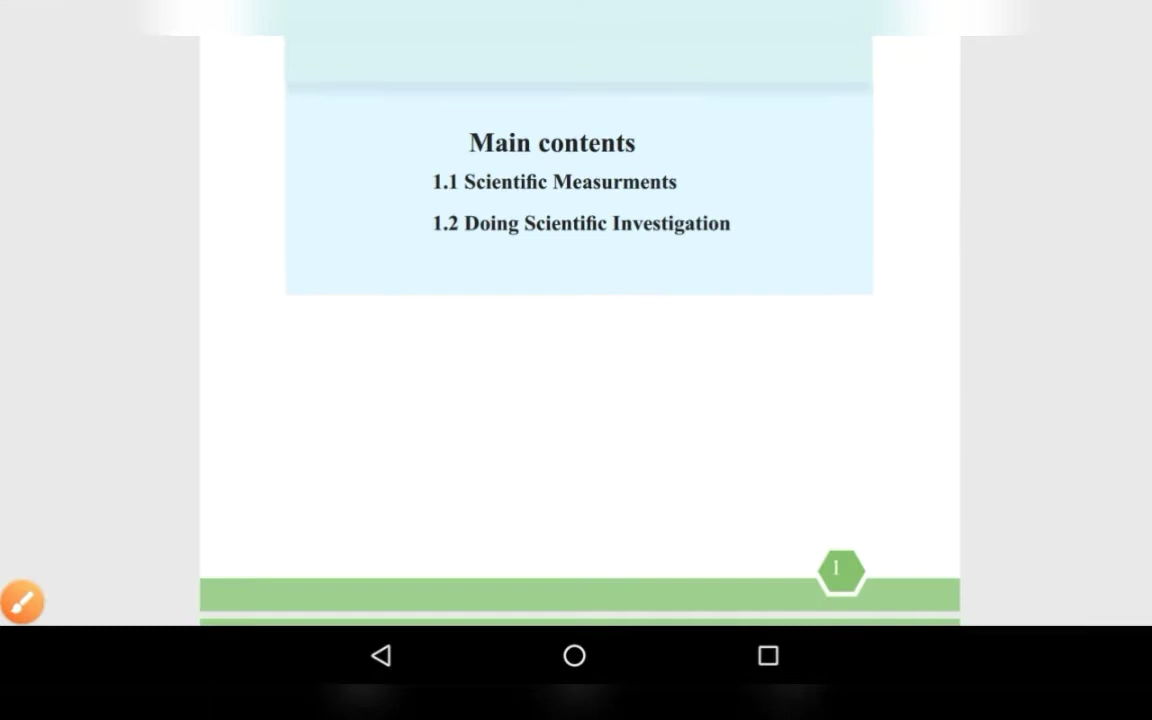 Main contents
1.1 Scientific Measurments
1.2 Doing Scientific Investigation
1